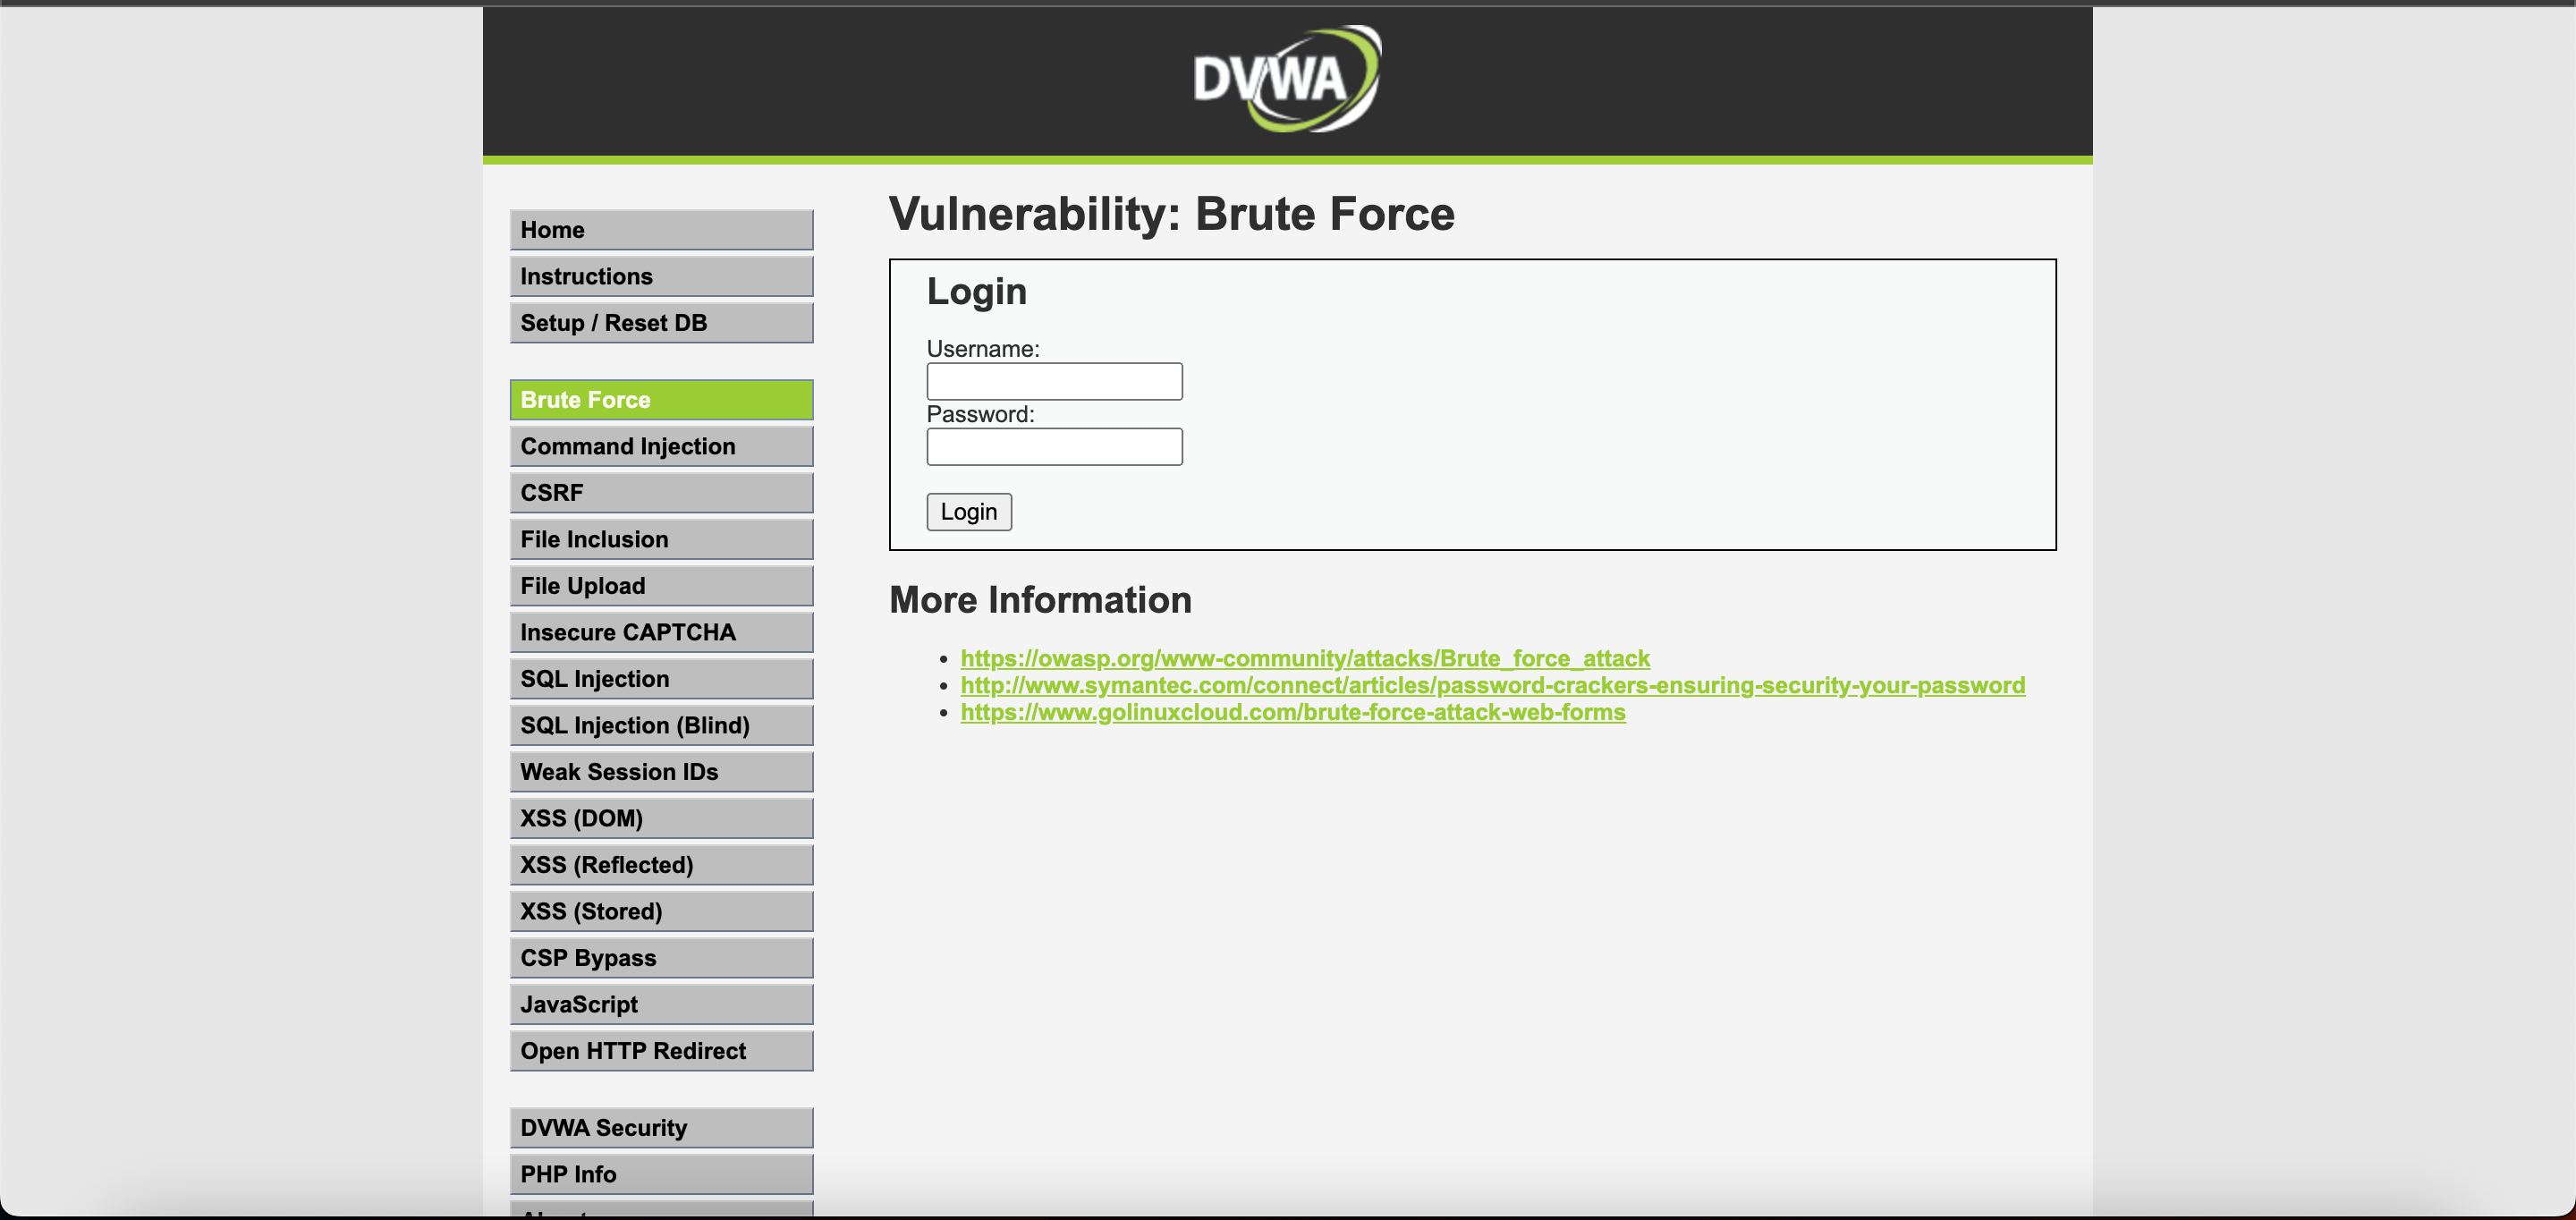 DVWA
Home
Instructions
Setup / Reset DB
Brute Force
Command Injection
CSRF
File Inclusion
File Upload
Insecure CAPTCHA
SQL Injection
SQL Injection (Blind)
Weak Session IDs
XSS (DOM)
XSS (Reflected)
XSS (Stored)
CSP Bypass
JavaScript
Open HTTP Redirect
DVWA Security
PHP Info
Vulnerability: Brute Force
Login
Username:
Password:
Login
More Information
https://owasp.org/www-community/attacks/Brute_force_attack
http://www.symantec.com/connect/articles/password-crackers-ensuring-security-your-password
https://www.golinuxcloud.com/brute-force-attack-web-forms